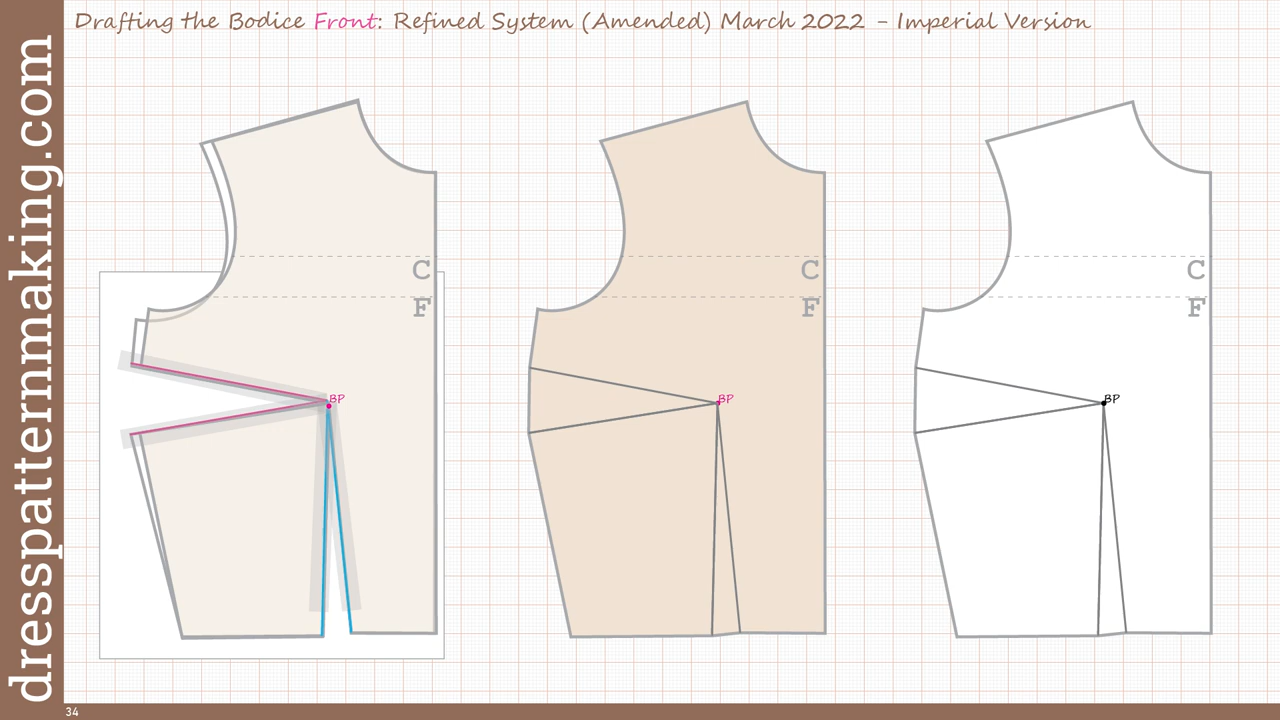 Drafting the Bodice Front: Refined System (Amended) March 2022 - Imperial Version
dresspatternmaking.com
C
F
BP
C
F
BP
C
F
BP
34